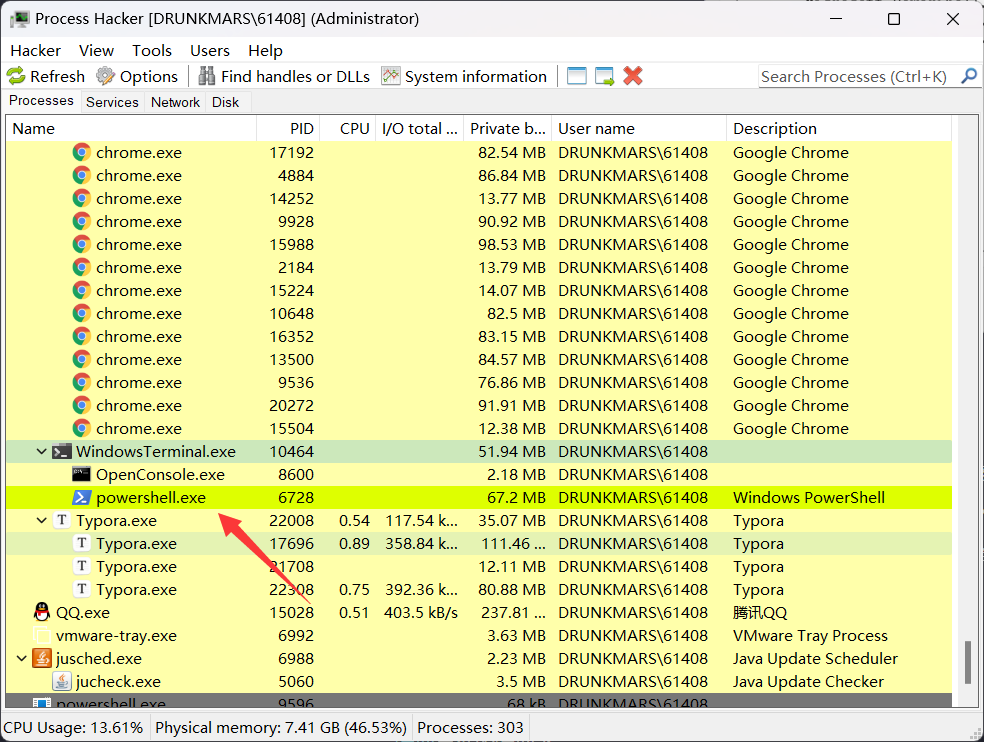 Process Hacker [DRUNKMARS\61408] (Administrator)
Hacker View Tools Users Help
Refresh Options Find handles or DLLs System information Search Processes (Ctrl+K)
Processes Services Network Disk
Name PID CPU I/O total ... Private b... User name Description
chrome.exe 17192 82.54 MB DRUNKMARS\61408 Google Chrome
chrome.exe 4884 86.84 MB DRUNKMARS\61408 Google Chrome
chrome.exe 14252 13.77 MB DRUNKMARS\61408 Google Chrome
chrome.exe 9928 90.92 MB DRUNKMARS\61408 Google Chrome
chrome.exe 15988 98.53 MB DRUNKMARS\61408 Google Chrome
chrome.exe 2184 13.79 MB DRUNKMARS\61408 Google Chrome
chrome.exe 15224 14.07 MB DRUNKMARS\61408 Google Chrome
chrome.exe 10648 82.5 MB DRUNKMARS\61408 Google Chrome
chrome.exe 16352 83.15 MB DRUNKMARS\61408 Google Chrome
chrome.exe 13500 84.57 MB DRUNKMARS\61408 Google Chrome
chrome.exe 9536 76.86 MB DRUNKMARS\61408 Google Chrome
chrome.exe 20272 91.91 MB DRUNKMARS\61408 Google Chrome
chrome.exe 15504 12.38 MB DRUNKMARS\61408 Google Chrome
WindowsTerminal.exe 10464 51.94 MB DRUNKMARS\61408
OpenConsole.exe 8600 2.18 MB DRUNKMARS\61408
powershell.exe 6728 67.2 MB DRUNKMARS\61408 Windows PowerShell
Typora.exe 22008 0.54 117.54 k... 35.07 MB DRUNKMARS\61408 Typora
Typora.exe 17696 0.89 358.84 k... 111.46 ... DRUNKMARS\61408 Typora
Typora.exe 21708 12.11 MB DRUNKMARS\61408 Typora
Typora.exe 22308 0.75 392.36 k... 80.88 MB DRUNKMARS\61408 Typora
QQ.exe 15028 0.51 403.5 kB/s 237.81 ... DRUNKMARS\61408 腾讯QQ
vmware-tray.exe 6992 3.63 MB DRUNKMARS\61408 VMware Tray Process
jusched.exe 6988 2.23 MB DRUNKMARS\61408 Java Update Scheduler
jucheck.exe 5060 3.5 MB DRUNKMARS\61408 Java Update Checker
powershell.exe 9596 68 kB DRUNKMARS\61408
CPU Usage: 13.61% Physical memory: 7.41 GB (46.53%) Processes: 303